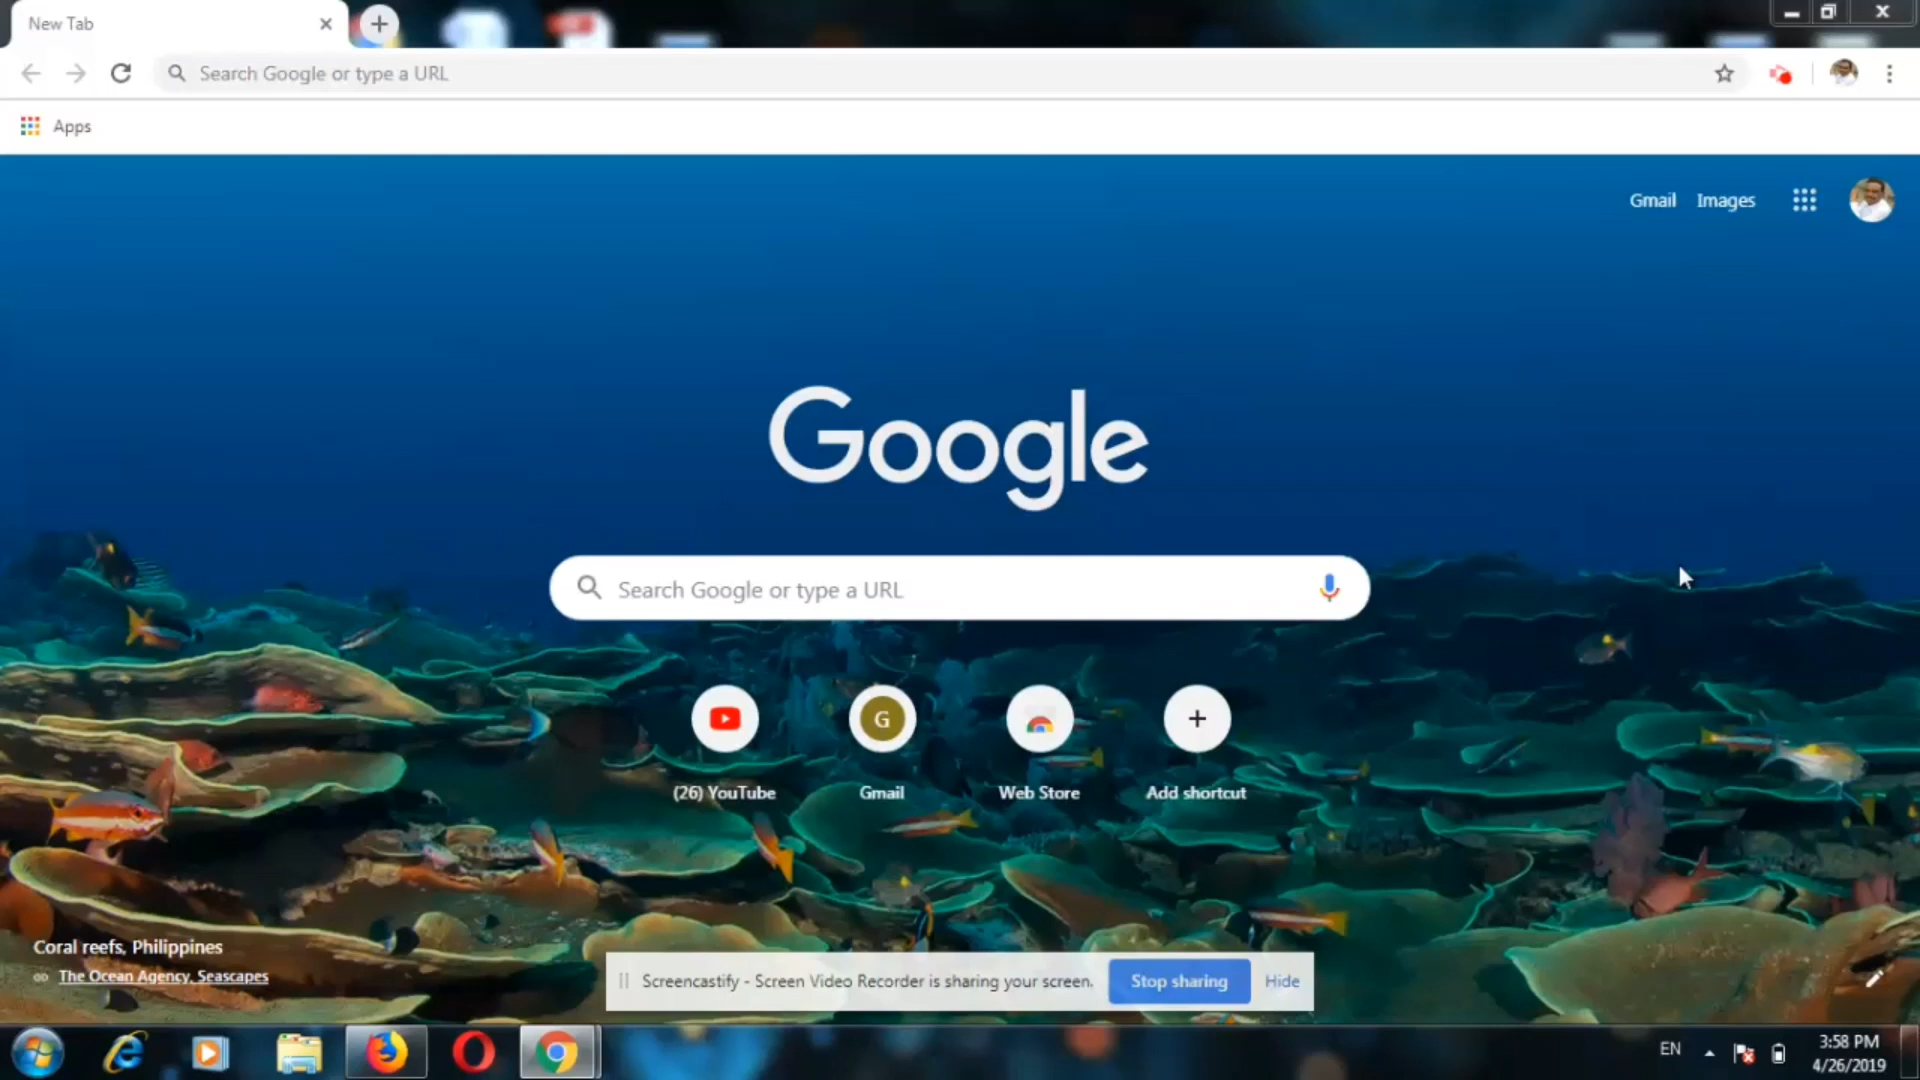 New Tab
Search Google or type a URL
Apps
Gmail Images
Google
Search Google or type a URL
G
(26) YouTube
Gmail
Web Store
Add shortcut
Coral reefs, Philippines
The Ocean Agency, Seascapes
Screencastify - Screen Video Recorder is sharing your screen.
Stop sharing
Hide
EN
3:58 PM
4/26/2019